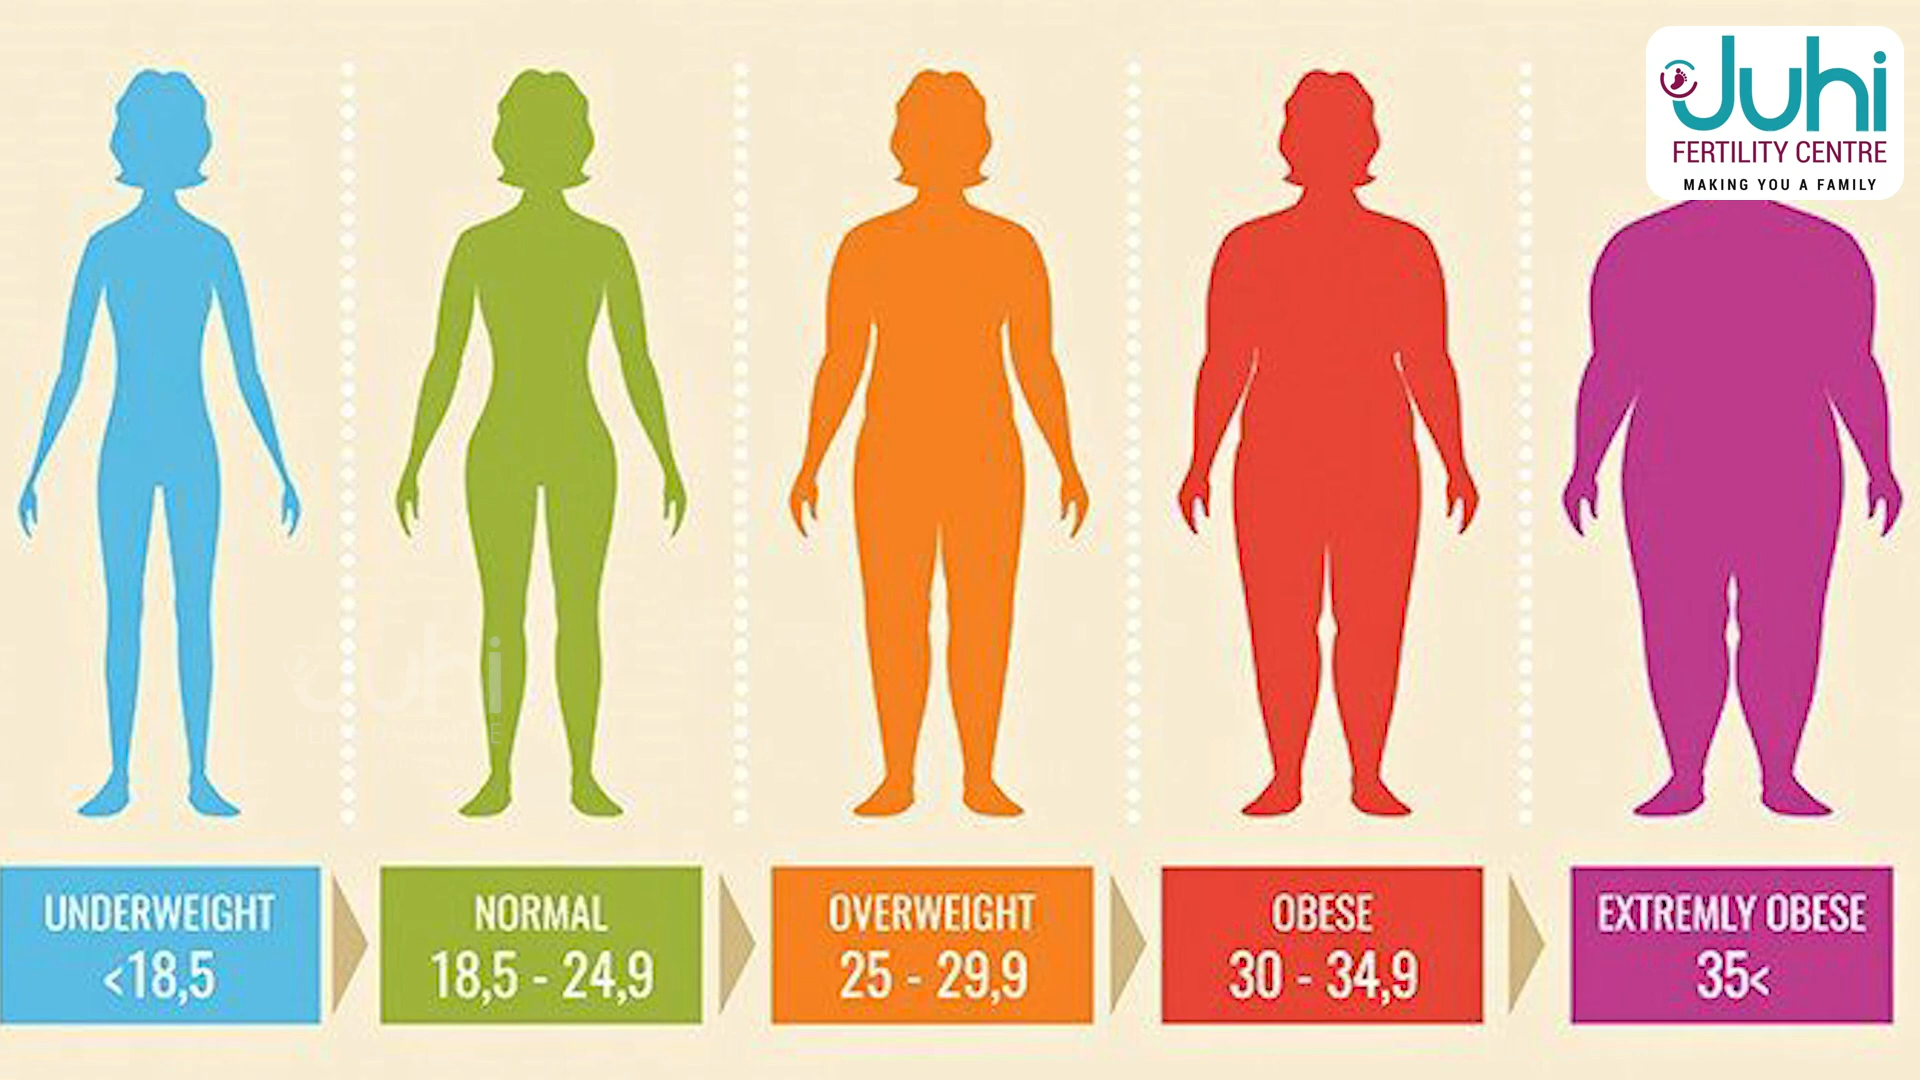 Juhi
FERTILITY CENTRE
MAKING YOU A FAMILY
Juhi
UNDERWEIGHT
<18,5
NORMAL
18,5 - 24,9
OVERWEIGHT
25 - 29,9
OBESE
30 - 34,9
EXTREMLY OBESE
35<